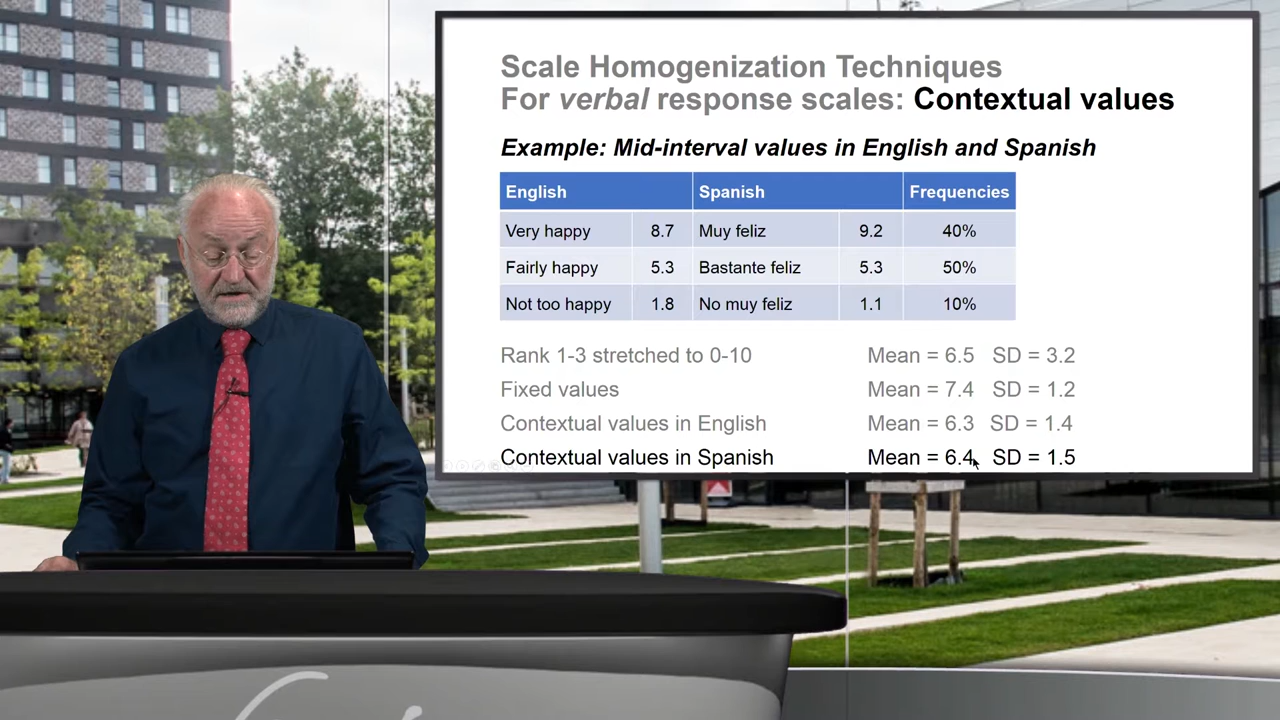 Scale Homogenization Techniques
For verbal response scales: Contextual values
Example: Mid-interval values in English and Spanish
English Spanish Frequencies
Very happy 8.7 Muy feliz 9.2 40%
Fairly happy 5.3 Bastante feliz 5.3 50%
Not too happy 1.8 No muy feliz 1.1 10%
Rank 1-3 stretched to 0-10 Mean = 6.5 SD = 3.2
Fixed values Mean = 7.4 SD = 1.2
Contextual values in English Mean = 6.3 SD = 1.4
Contextual values in Spanish Mean = 6.4 SD = 1.5